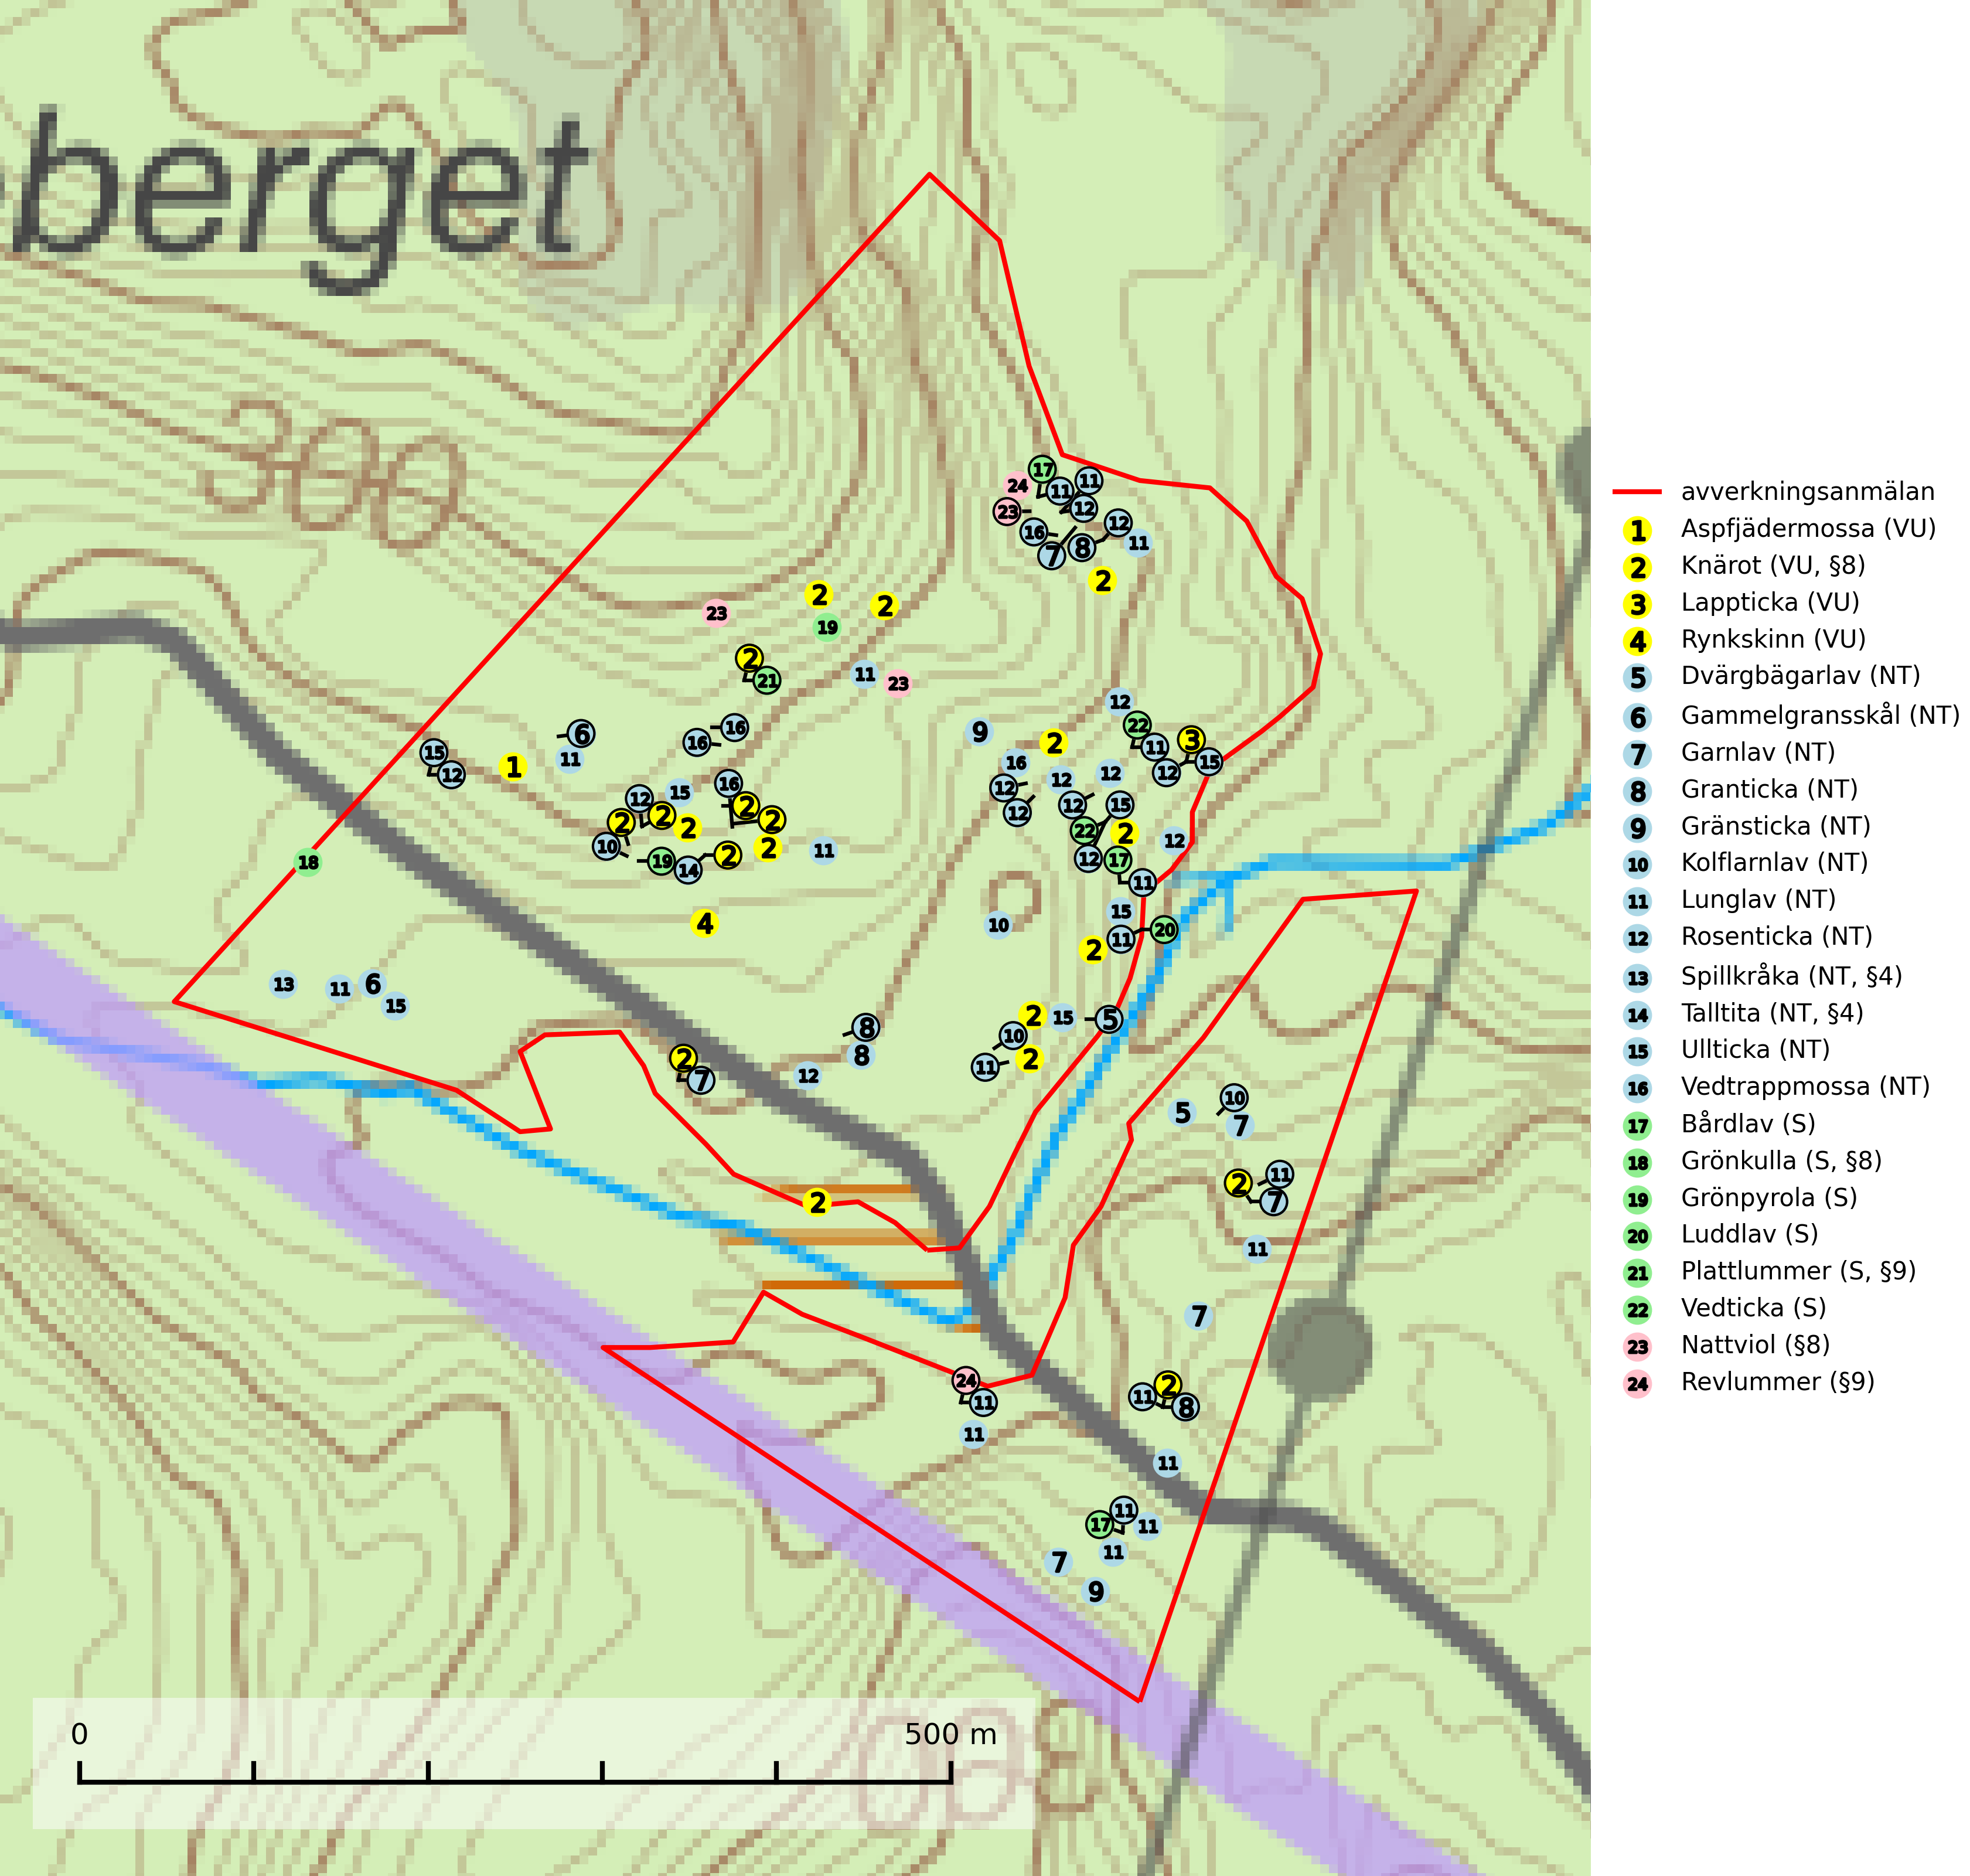 berget
300
avverkningsanmälan
1 Aspfjädermossa (VU)
2 Knärot (VU, §8)
3 Lappticka (VU)
4 Rynkskinn (VU)
5 Dvärgbägarlav (NT)
6 Gammelgransskål (NT)
7 Garnlav (NT)
8 Granticka (NT)
9 Gränsticka (NT)
10 Kolflarnlav (NT)
11 Lunglav (NT)
12 Rosenticka (NT)
13 Spillkråka (NT, §4)
14 Talltita (NT, §4)
15 Ullticka (NT)
16 Vedtrappmossa (NT)
17 Bårdlav (S)
18 Grönkulla (S, §8)
19 Grönpyrola (S)
20 Luddlav (S)
21 Plattlummer (S, §9)
22 Vedticka (S)
23 Nattviol (§8)
24 Revlummer (§9)
0 500 m